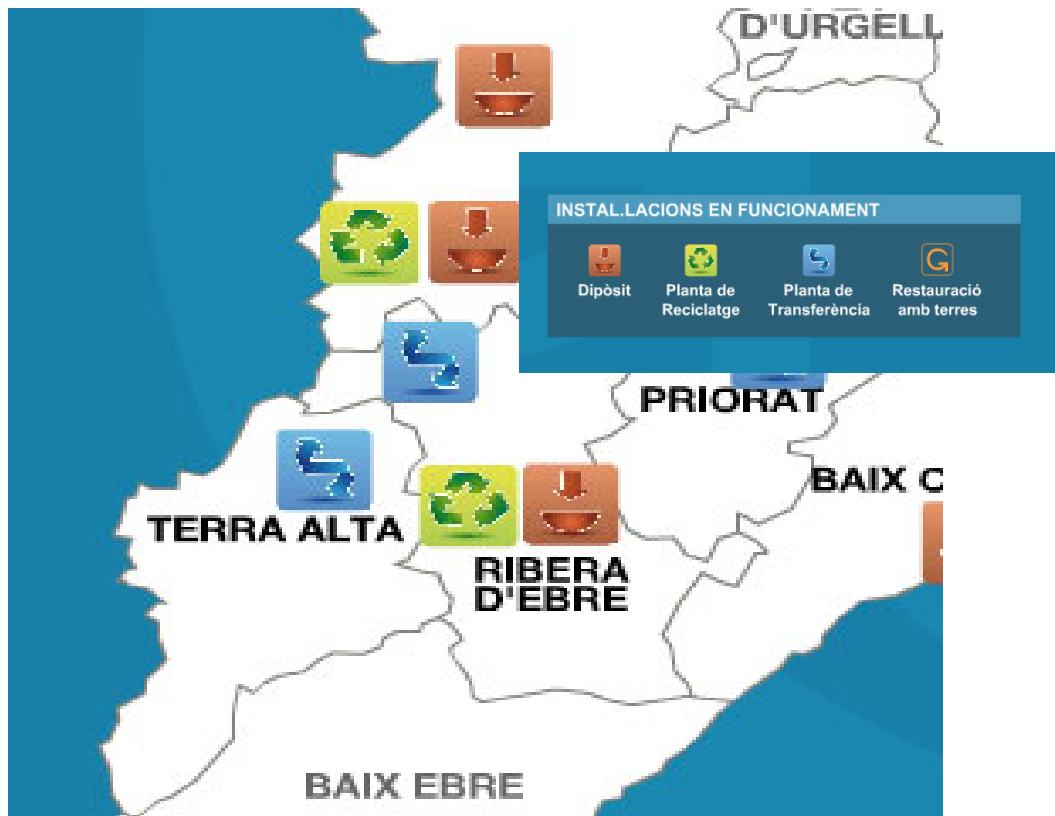 D'URGELL
INSTAL.LACIONS EN FUNCIONAMENT
Dipòsit
Planta de
Reciclatge
Planta de
Transferència
Restauració
amb terres
PRIORAT
BAIX C
TERRA ALTA
RIBERA
D'EBRE
BAIX EBRE